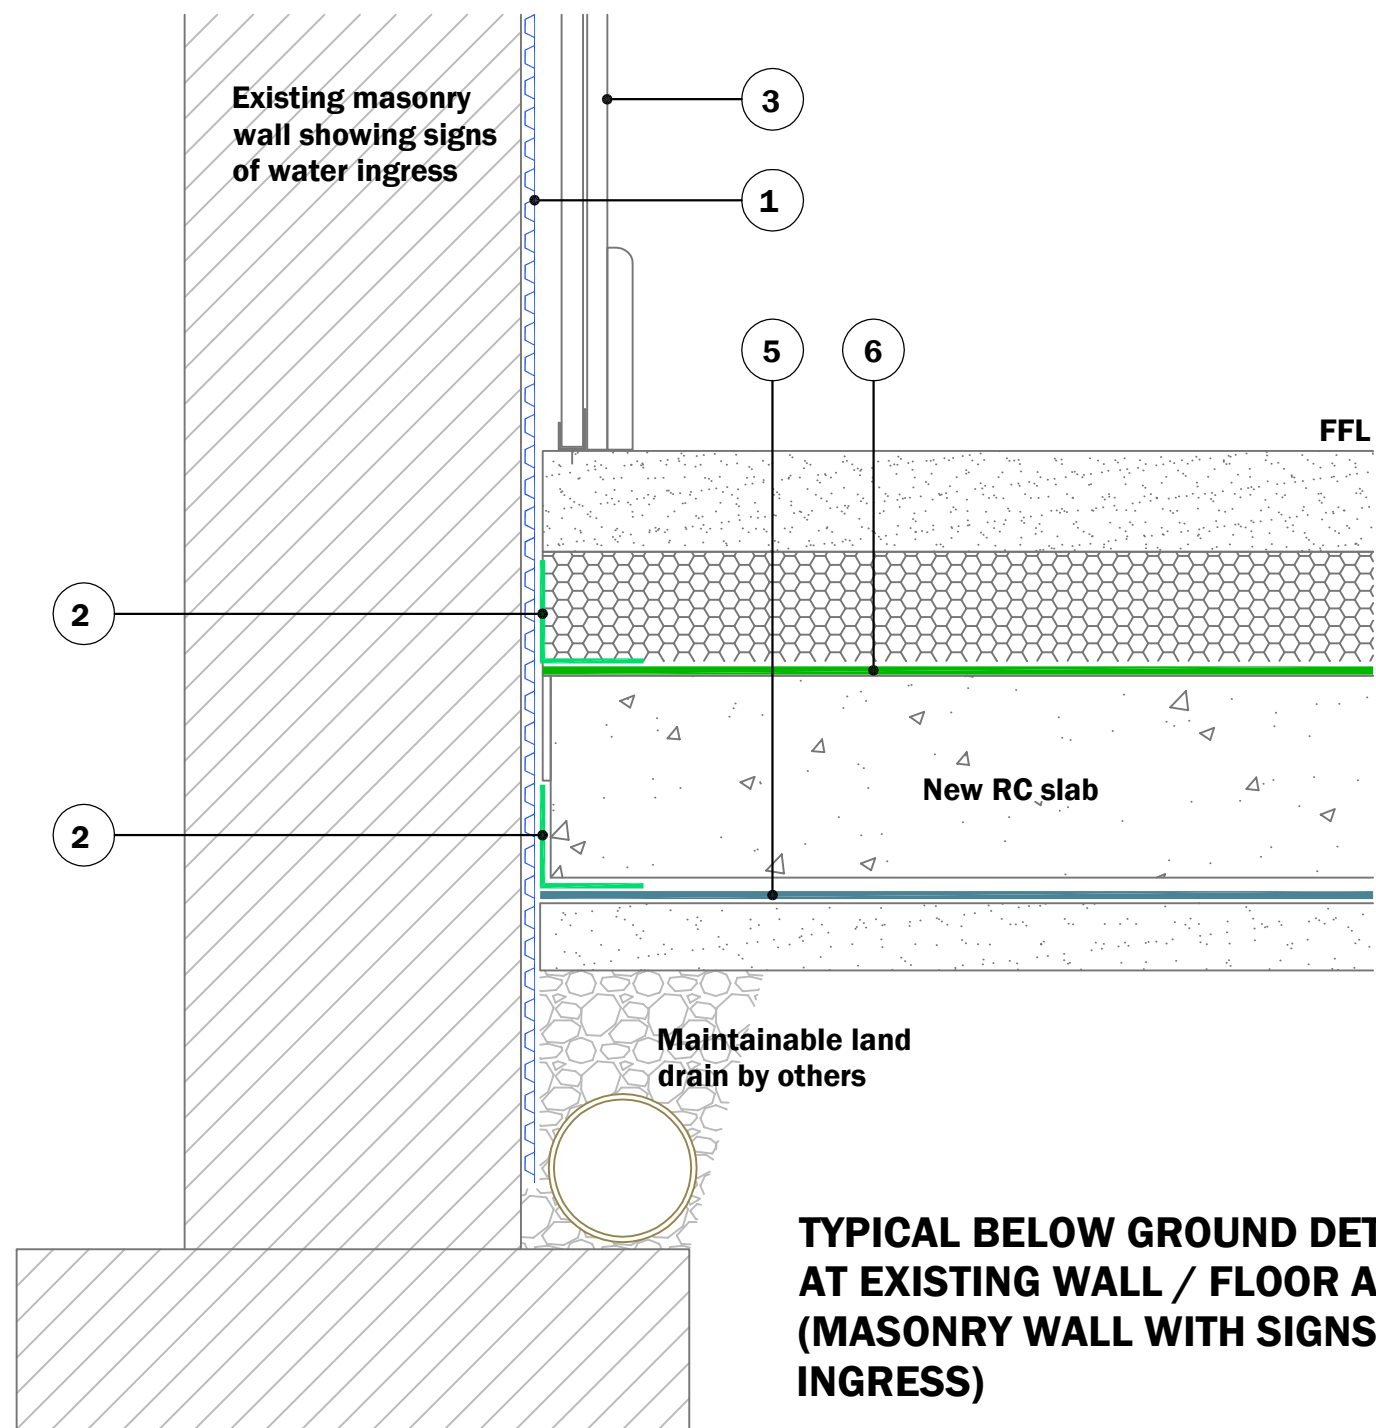 Existing masonry
wall showing signs
of water ingress
3
1
5
6
FFL
2
New RC slab
2
Maintainable land
drain by others
TYPICAL BELOW GROUND DET
AT EXISTING WALL / FLOOR A
(MASONRY WALL WITH SIGNS
INGRESS)